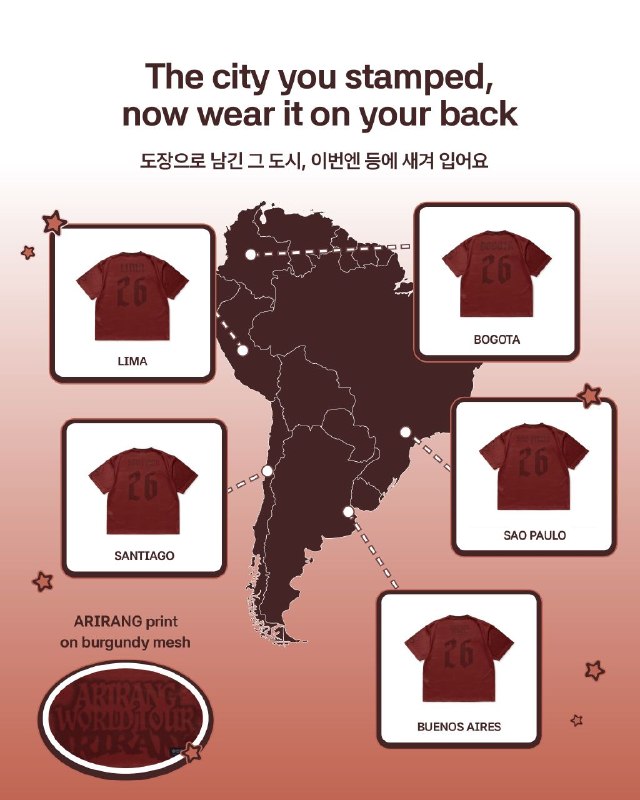 The city you stamped,
now wear it on your back
도장으로 남긴 그 도시, 이번엔 등에 새겨 입어요
LIMA
26
LIMA
BOGOTA
26
BOGOTA
26
SANTIAGO
26
SAO PAULO
26
BUENOS AIRES
ARIRANG print
on burgundy mesh
ARIRANG
WORLD TOUR